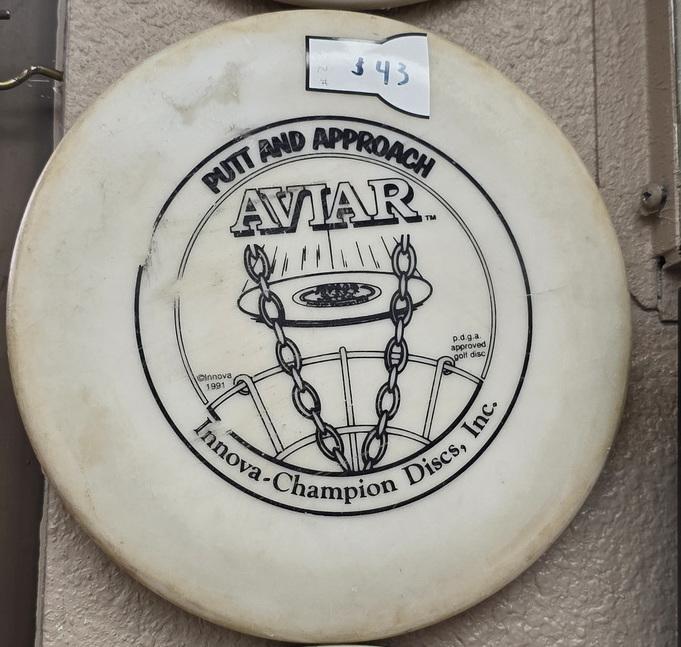 $43
PUTT AND APPROACH
AVIAR™
p.d.g.a.
approved
golf disc
©Innova
1991
Innova-Champion Discs, Inc.